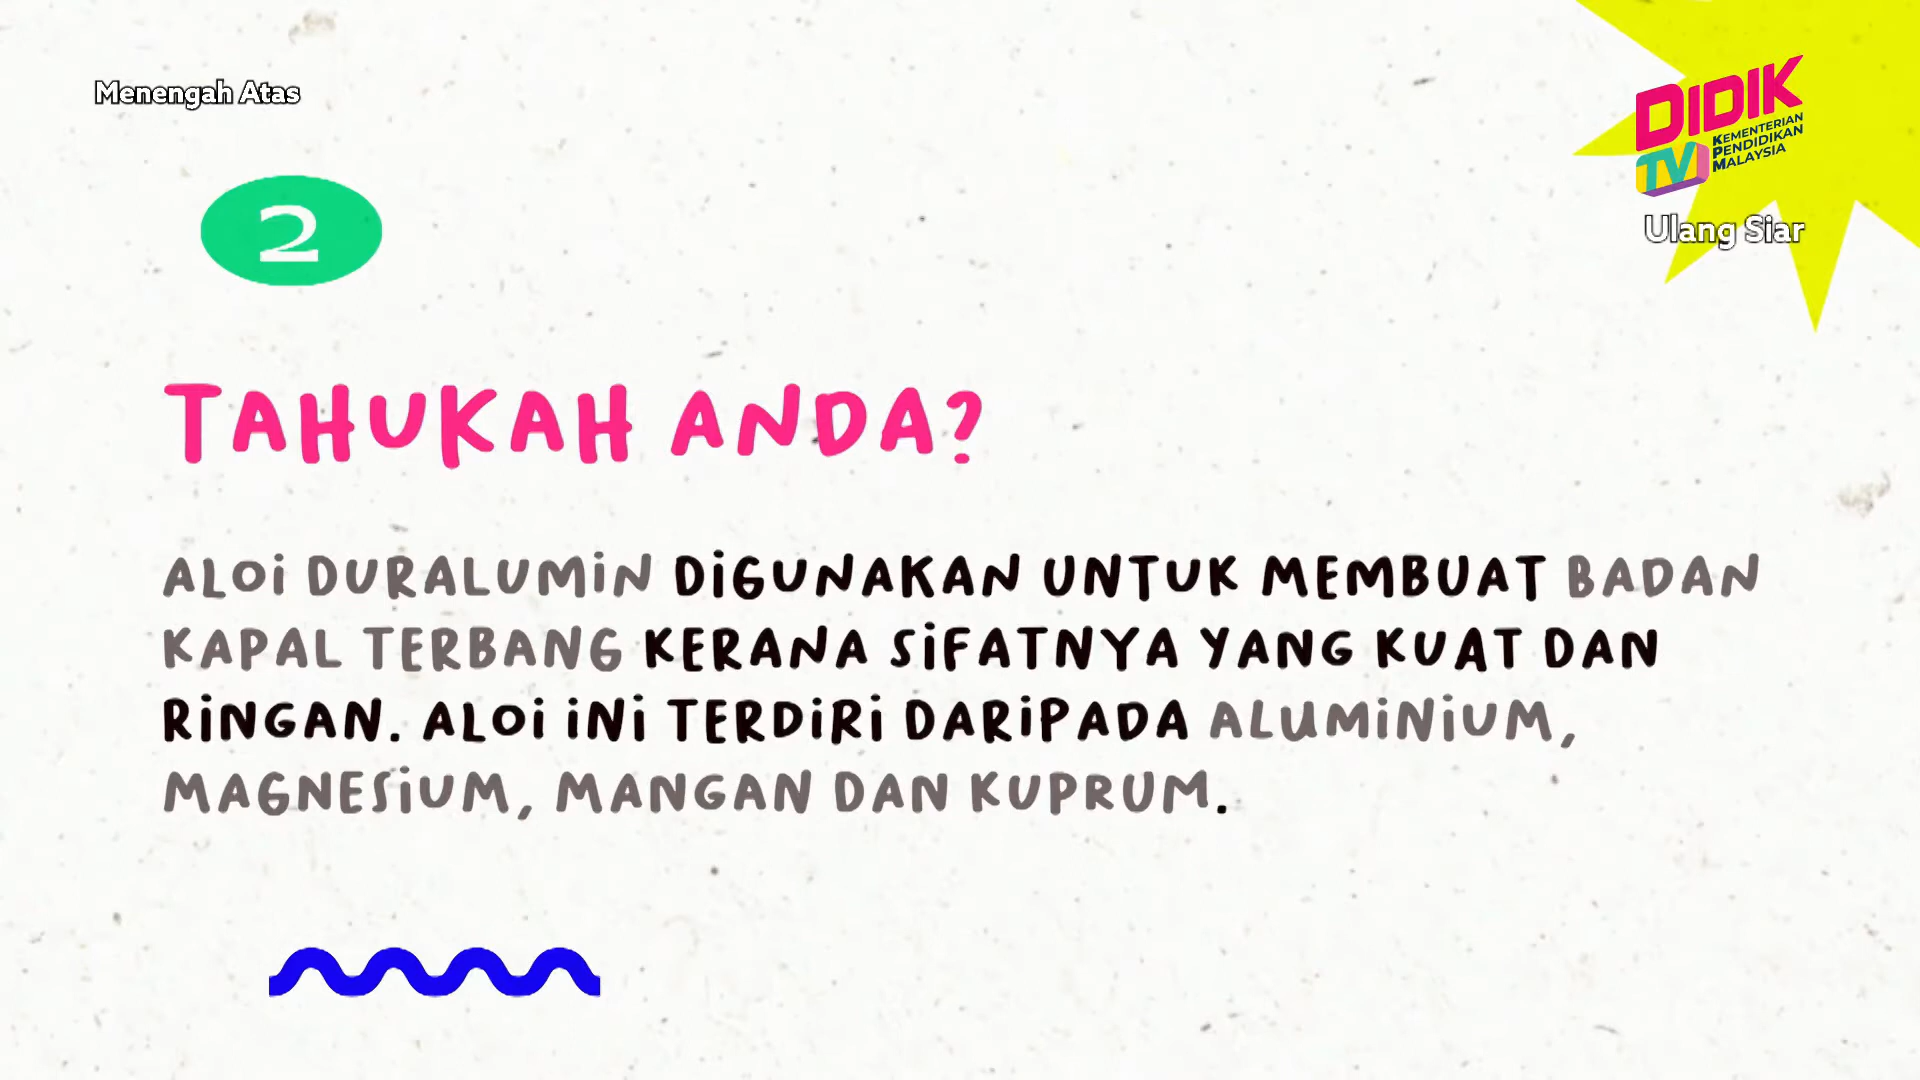 Menengah Atas
DIDIK
TV
KEMENTERIAN
PENDIDIKAN
MALAYSIA
Ulang Siar
2
TAHUKAH ANDA?
ALOI DURALUMIN DIGUNAKAN UNTUK MEMBUAT BADAN
KAPAL TERBANG KERANA SIFATNYA YANG KUAT DAN
RINGAN. ALOI INI TERDIRI DARIPADA ALUMINIUM,
MAGNESIUM, MANGAN DAN KUPRUM.